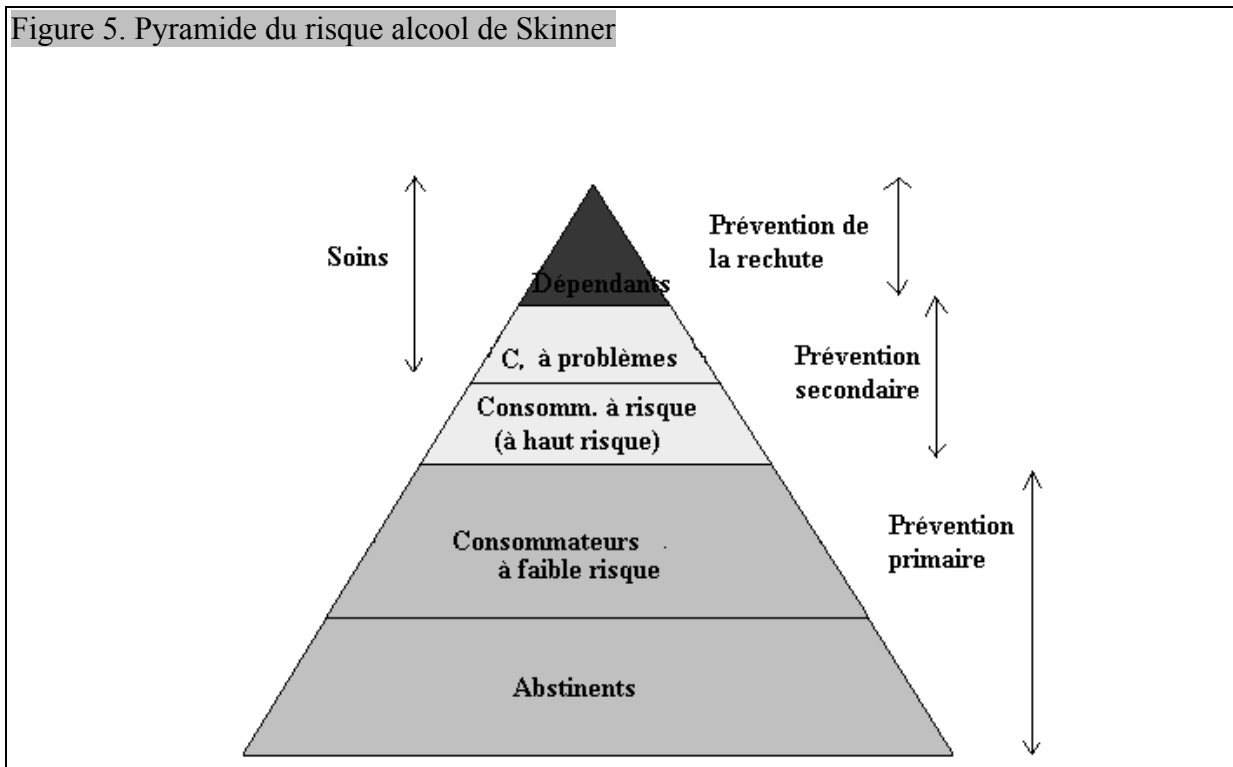 Figure 5. Pyramide du risque alcool de Skinner
Soins
Prévention de
la rechute
Dépendants
C, à problèmes
Prévention
secondaire
Consomm. à risque
(à haut risque)
Consommateurs
à faible risque
Prévention
primaire
Abstinents